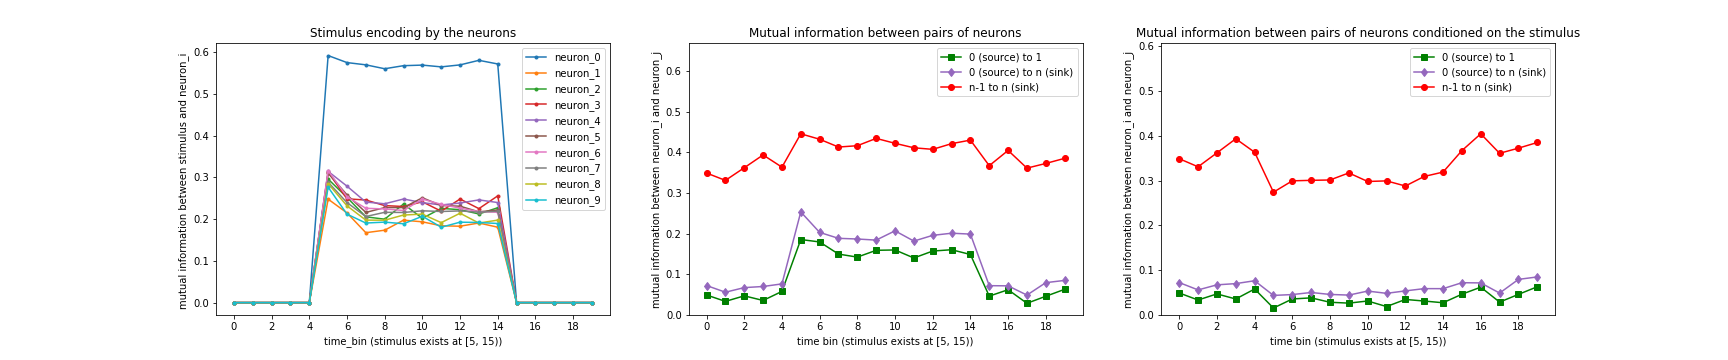 Stimulus encoding by the neurons
mutual information between stimulus and neuron_i
0.6
0.5
0.4
0.3
0.2
0.1
0.0
neuron_0
neuron_1
neuron_2
neuron_3
neuron_4
neuron_5
neuron_6
neuron_7
neuron_8
neuron_9
0 2 4 6 8 10 12 14 16 18
time_bin (stimulus exists at [5, 15))
Mutual information between pairs of neurons
mutual information between neuron_i and neuron_j
0.6
0.5
0.4
0.3
0.2
0.1
0.0
0 (source) to 1
0 (source) to n (sink)
n-1 to n (sink)
0 2 4 6 8 10 12 14 16 18
time bin (stimulus exists at [5, 15))
Mutual information between pairs of neurons conditioned on the stimulus
mutual information between neuron_i and neuron_j
0.6
0.5
0.4
0.3
0.2
0.1
0.0
0 (source) to 1
0 (source) to n (sink)
n-1 to n (sink)
0 2 4 6 8 10 12 14 16 18
time bin (stimulus exists at [5, 15))